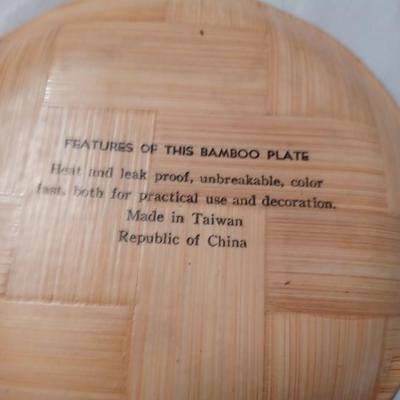 FEATURES OF THIS BAMBOO PLATE
Heat and leak proof, unbreakable, color
fast, both for practical use and decoration.
Made in Taiwan
Republic of China